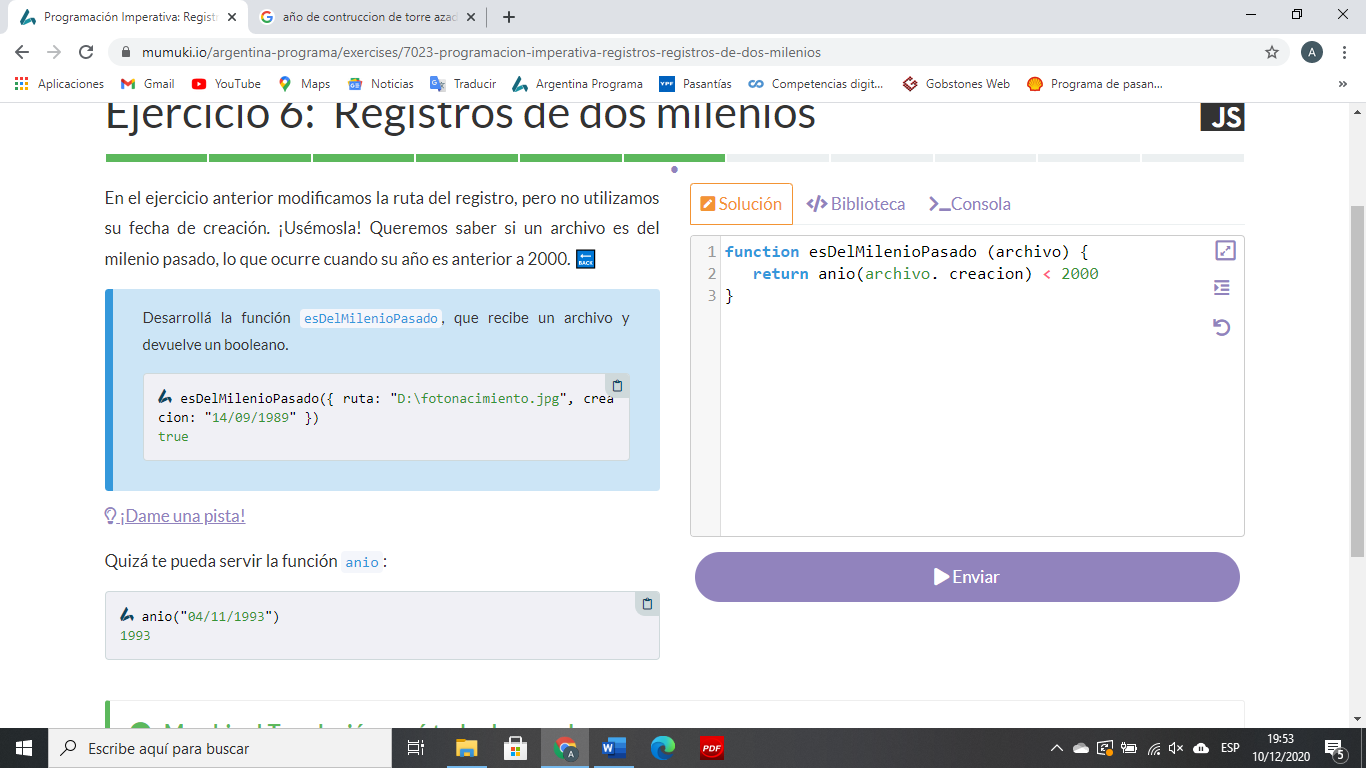 Programación Imperativa: Registr
año de contruccion de torre azad
mumuki.io/argentina-programa/exercises/7023-programacion-imperativa-registros-registros-de-dos-milenios
A
Aplicaciones Gmail YouTube Maps Noticias Traducir Argentina Programa YPF Pasantías Competencias digit... Gobstones Web Programa de pasan... »
Ejercicio 6: Registros de dos milenios
JS
En el ejercicio anterior modificamos la ruta del registro, pero no utilizamos
su fecha de creación. ¡Usémosla! Queremos saber si un archivo es del
milenio pasado, lo que ocurre cuando su año es anterior a 2000. BACK
Desarrollá la función esDelMilenioPasado, que recibe un archivo y
devuelve un booleano.
esDelMilenioPasado({ ruta: "D:\fotonacimiento.jpg", crea
cion: "14/09/1989" })
true
¡Dame una pista!
Quizá te pueda servir la función anio:
anio("04/11/1993")
1993
Solución Biblioteca Consola
1 function esDelMilenioPasado (archivo) {
2 return anio(archivo. creacion) < 2000
3 }
Enviar
Escribe aquí para buscar
A
W
PDF
ESP
19:53
10/12/2020
5